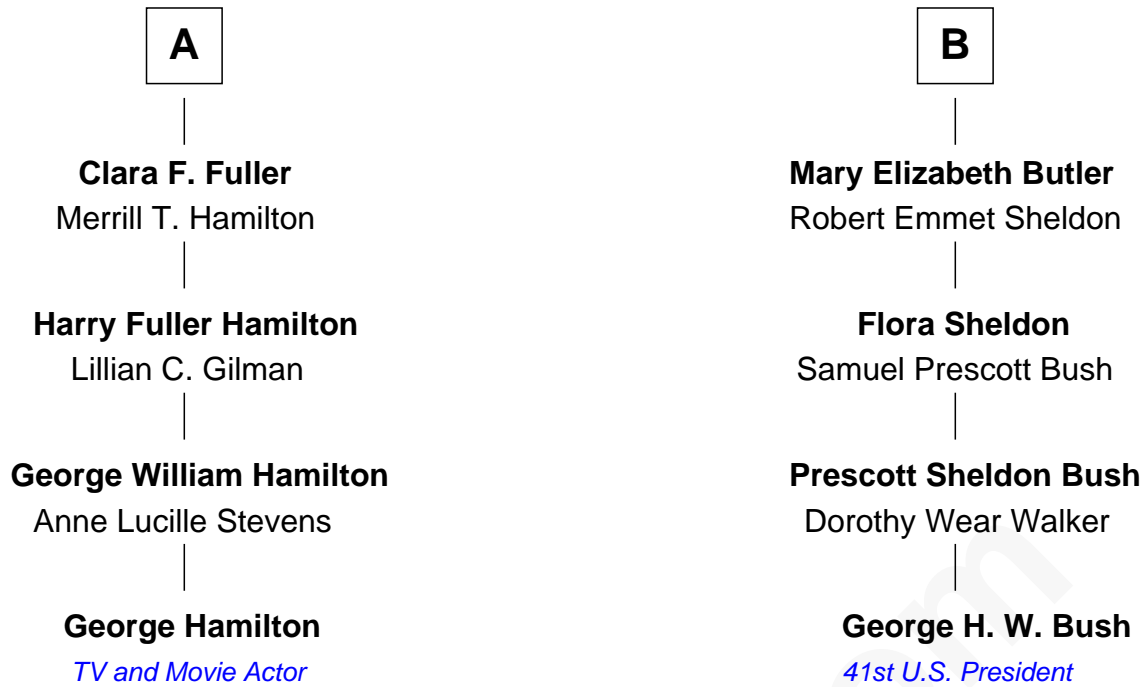 A
Clara F. Fuller
Merrill T. Hamilton
Harry Fuller Hamilton
Lillian C. Gilman
George William Hamilton
Anne Lucille Stevens
George Hamilton
TV and Movie Actor
B
Mary Elizabeth Butler
Robert Emmet Sheldon
Flora Sheldon
Samuel Prescott Bush
Prescott Sheldon Bush
Dorothy Wear Walker
George H. W. Bush
41st U.S. President